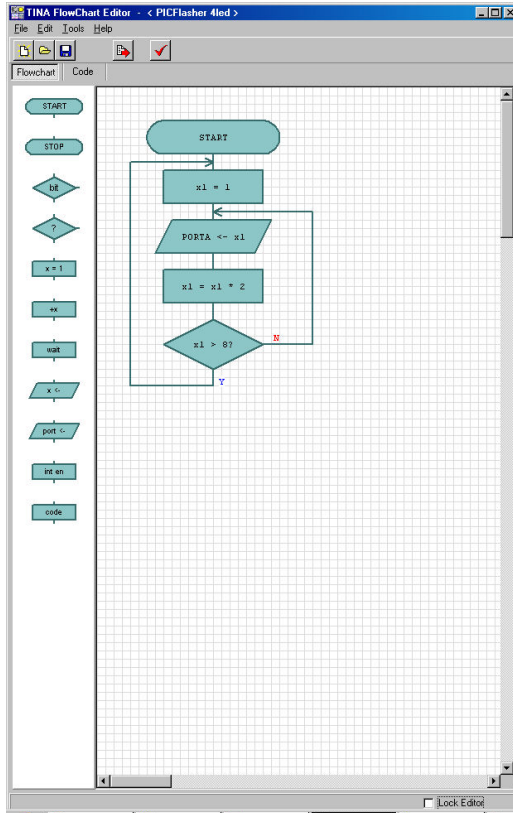 TINA FlowChart Editor - < PICFlasher 4led >
File Edit Tools Help
Flowchart Code
START
STOP
bit
?
x = 1
+x
wait
x <-
port <-
int en
code
START
x1 = 1
PORTA <- x1
x1 = x1 * 2
x1 > 8?
N
Y
Lock Editor